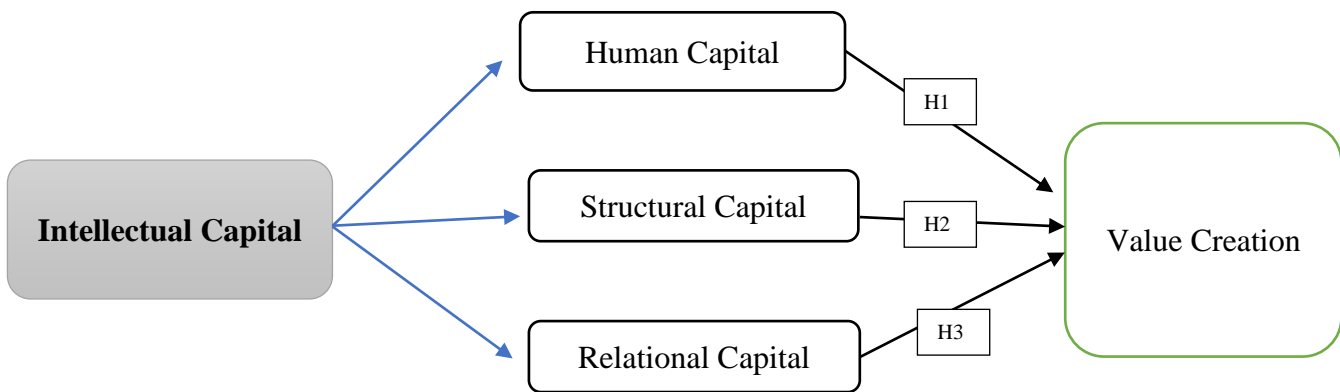 Human Capital
H1
Intellectual Capital
Structural Capital
H2
Value Creation
Relational Capital
H3